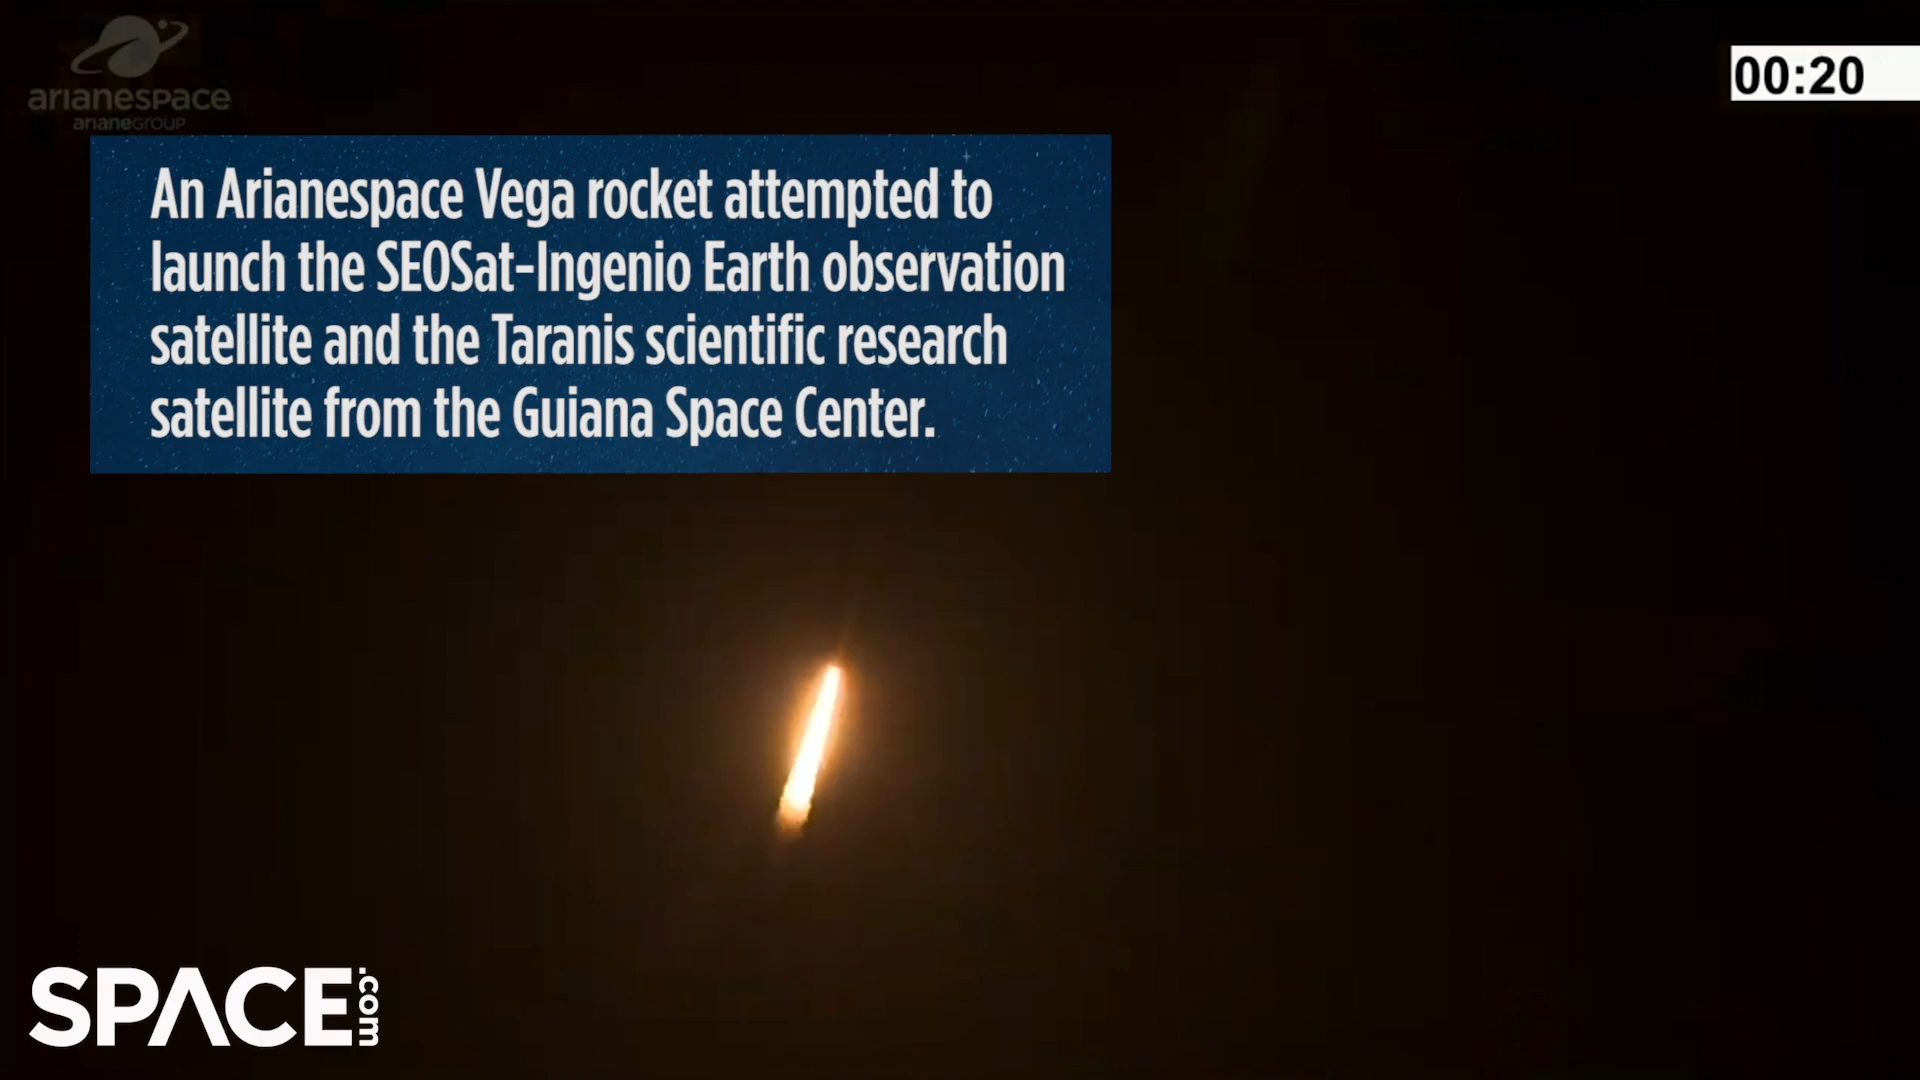 arianespace
arianeGROUP
00:20
An Arianespace Vega rocket attempted to
launch the SEOSat-Ingenio Earth observation
satellite and the Taranis scientific research
satellite from the Guiana Space Center.
SPACE.com